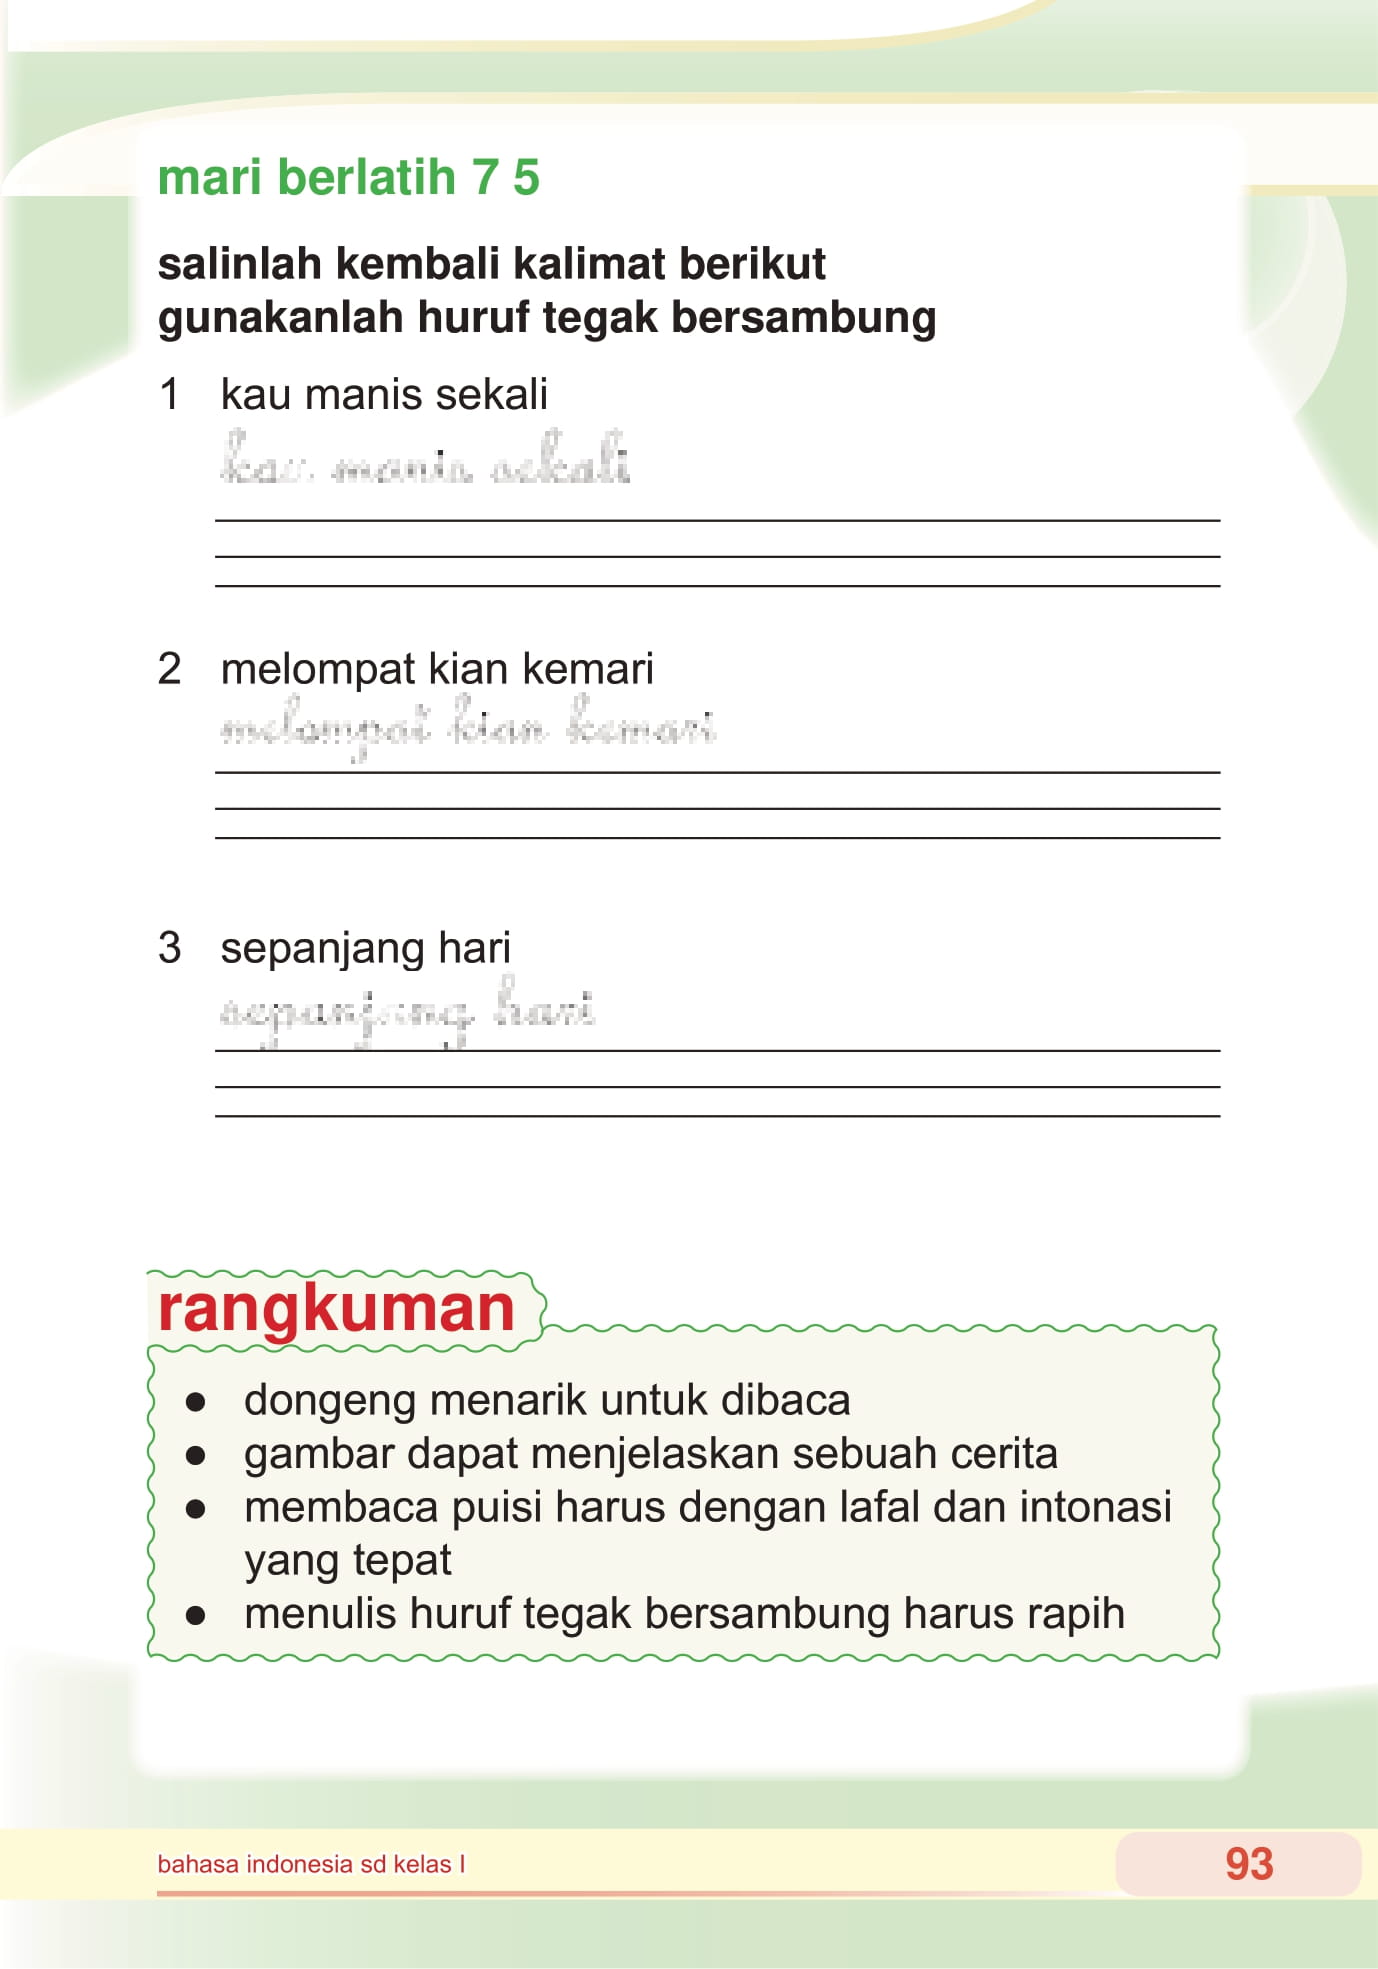 mari berlatih 7 5
salinlah kembali kalimat berikut
gunakanlah huruf tegak bersambung
1 kau manis sekali
kau manis sekali
2 melompat kian kemari
melompat kian kemari
3 sepanjang hari
sepanjang hari
rangkuman
● dongeng menarik untuk dibaca
● gambar dapat menjelaskan sebuah cerita
● membaca puisi harus dengan lafal dan intonasi
yang tepat
● menulis huruf tegak bersambung harus rapih
bahasa indonesia sd kelas I
93